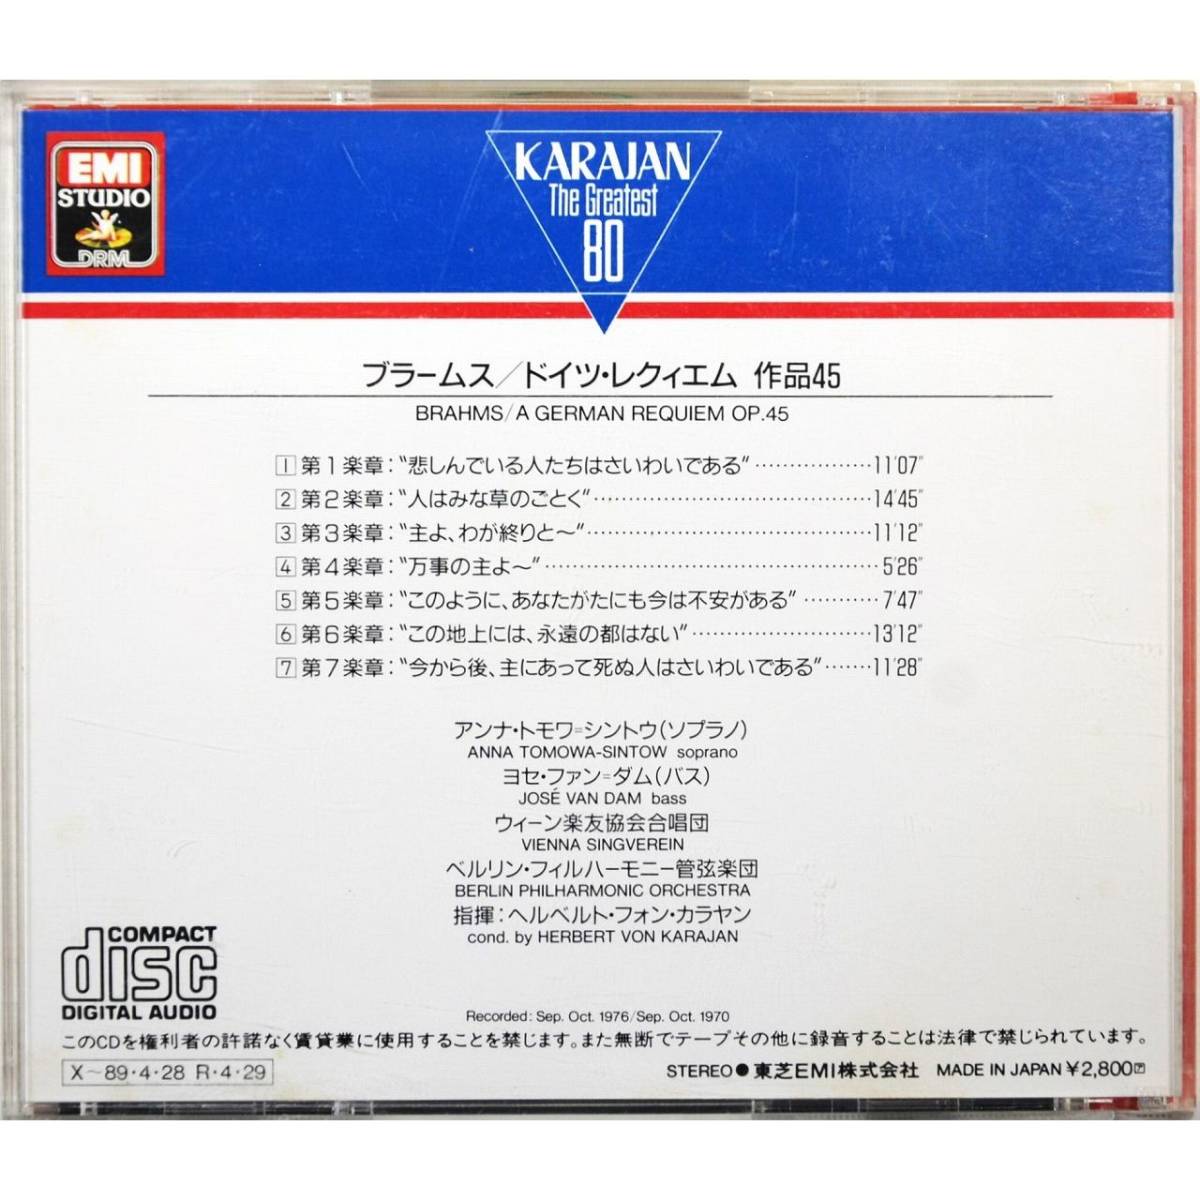 EMI
STUDIO
DRM
KARAJAN
The Greatest
80
ブラームス／ドイツ・レクィエム 作品45
BRAHMS/A GERMAN REQUIEM OP.45
1 第1楽章："悲しんでいる人たちはさいわいである" ……………… 11'07"
2 第2楽章："人はみな草のごとく" ……………… 14'45"
3 第3楽章："主よ、わが終りと〜" ……………… 11'12"
4 第4楽章："万事の主よ〜" ……………… 5'26"
5 第5楽章："このように、あなたがたにも今は不安がある" ………… 7'47"
6 第6楽章："この地上には、永遠の都はない" ……………… 13'12"
7 第7楽章："今から後、主にあって死ぬ人はさいわいである" ……… 11'28"
アンナ・トモワ=シントウ（ソプラノ）
ANNA TOMOWA-SINTOW soprano
ヨセ・ファン=ダム（バス）
JOSÉ VAN DAM bass
ウィーン楽友協会合唱団
VIENNA SINGVEREIN
ベルリン・フィルハーモニー管弦楽団
BERLIN PHILHARMONIC ORCHESTRA
指揮：ヘルベルト・フォン・カラヤン
cond. by HERBERT VON KARAJAN
COMPACT
disc
DIGITAL AUDIO
Recorded: Sep. Oct. 1976/Sep. Oct. 1970
このCDを権利者の許諾なく賃貸業に使用することを禁じます。また無断でテープその他に録音することは法律で禁じられています。
X〜89・4・28 R・4・29
STEREO●東芝EMI株式会社 MADE IN JAPAN ¥2,800